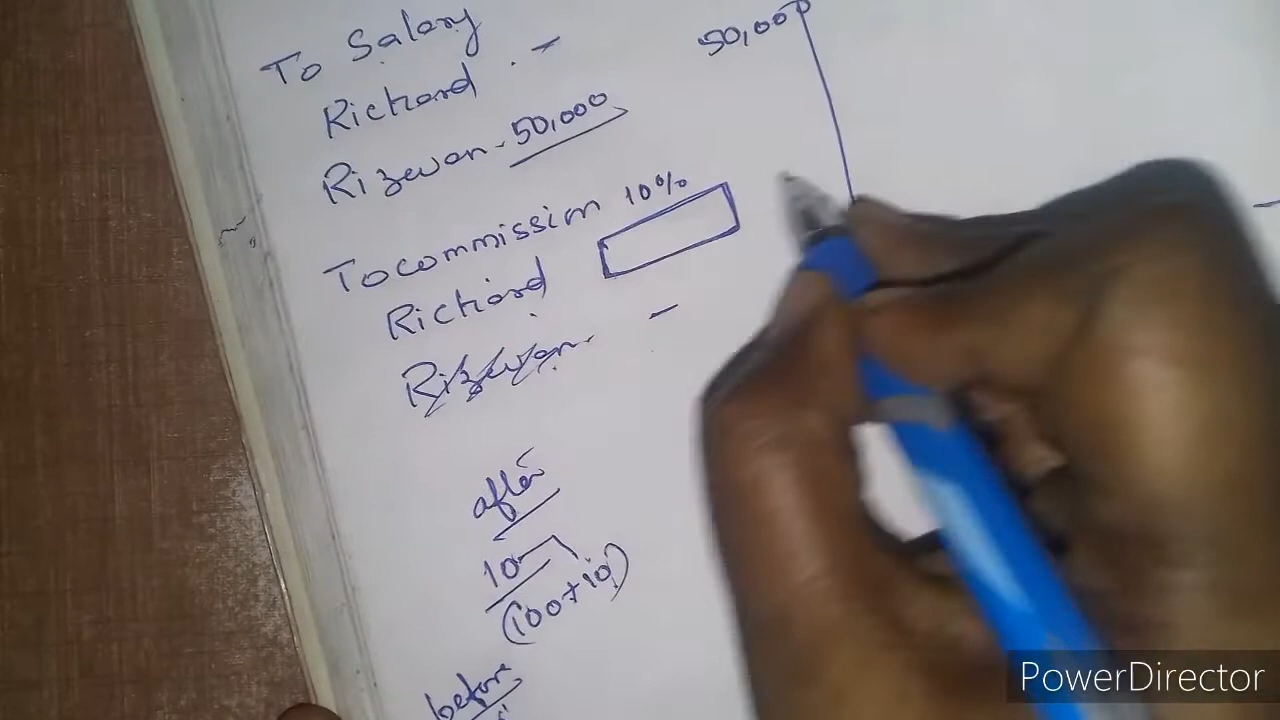 To Salary
Richard . -
50,000
Rizwan - 50,000
To commission 10%
Richard
Rizwan - -
after
10
(100+10)
before
PowerDirector